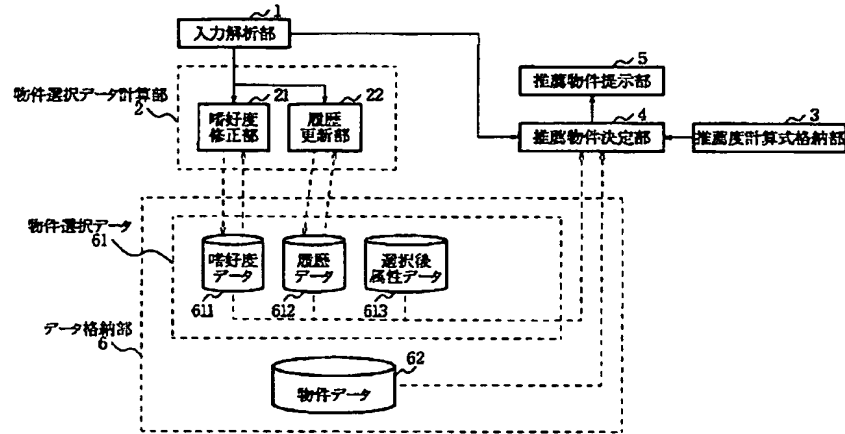 1
入力解析部
物件選択データ計算部
2
21
嗜好度
修正部
22
履歴
更新部
5
推薦物件提示部
4
推薦物件決定部
3
推薦度計算式格納部
物件選択データ
61
嗜好度
データ
611
履歴
データ
612
選択後
属性データ
613
データ格納部
6
62
物件データ